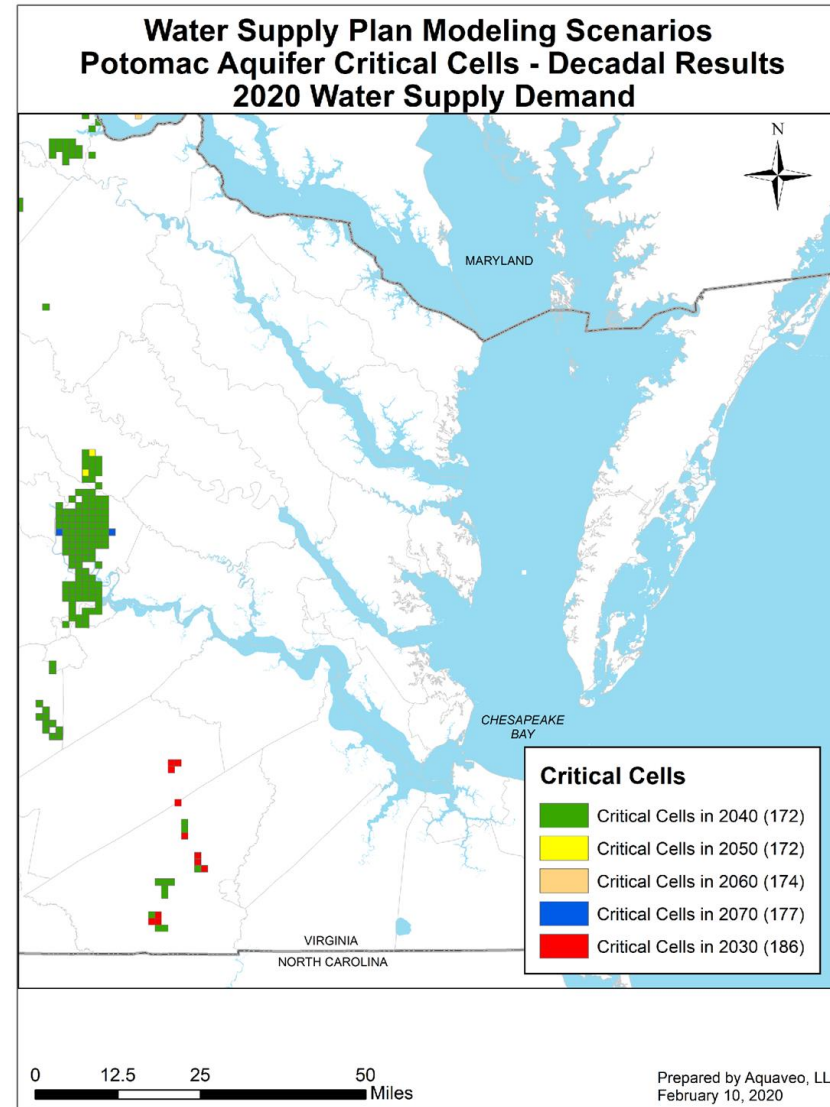 Water Supply Plan Modeling Scenarios
Potomac Aquifer Critical Cells - Decadal Results
2020 Water Supply Demand
N
MARYLAND
CHESAPEAKE
BAY
Critical Cells
Critical Cells in 2040 (172)
Critical Cells in 2050 (172)
Critical Cells in 2060 (174)
Critical Cells in 2070 (177)
Critical Cells in 2030 (186)
VIRGINIA
NORTH CAROLINA
0 12.5 25 50
Miles
Prepared by Aquaveo, LL
February 10, 2020